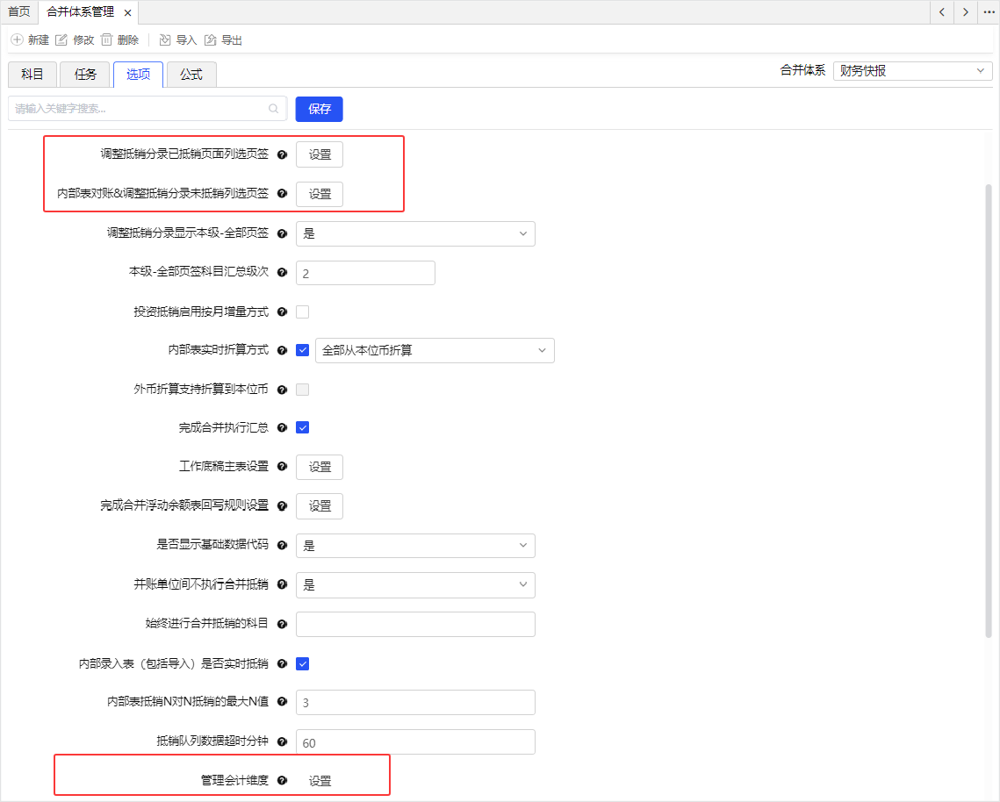 首页 合并体系管理
新建 修改 删除 导入 导出
科目 任务 选项 公式 合并体系 财务快报
请输入关键字搜索... 保存
调整抵销分录已抵销页面列选页签 设置
内部表对账&调整抵销分录未抵销列选页签 设置
调整抵销分录显示本级-全部页签 是
本级-全部页签科目汇总级次 2
投资抵销启用按月增量方式
内部表实时折算方式 全部从本位币折算
外币折算支持折算到本位币
完成合并执行汇总
工作底稿主表设置 设置
完成合并浮动余额表回写规则设置 设置
是否显示基础数据代码 是
并账单位间不执行合并抵销 是
始终进行合并抵销的科目
内部录入表（包括导入）是否实时抵销
内部表抵销N对N抵销的最大N值 3
抵销队列数据超时分钟 60
管理会计维度 设置